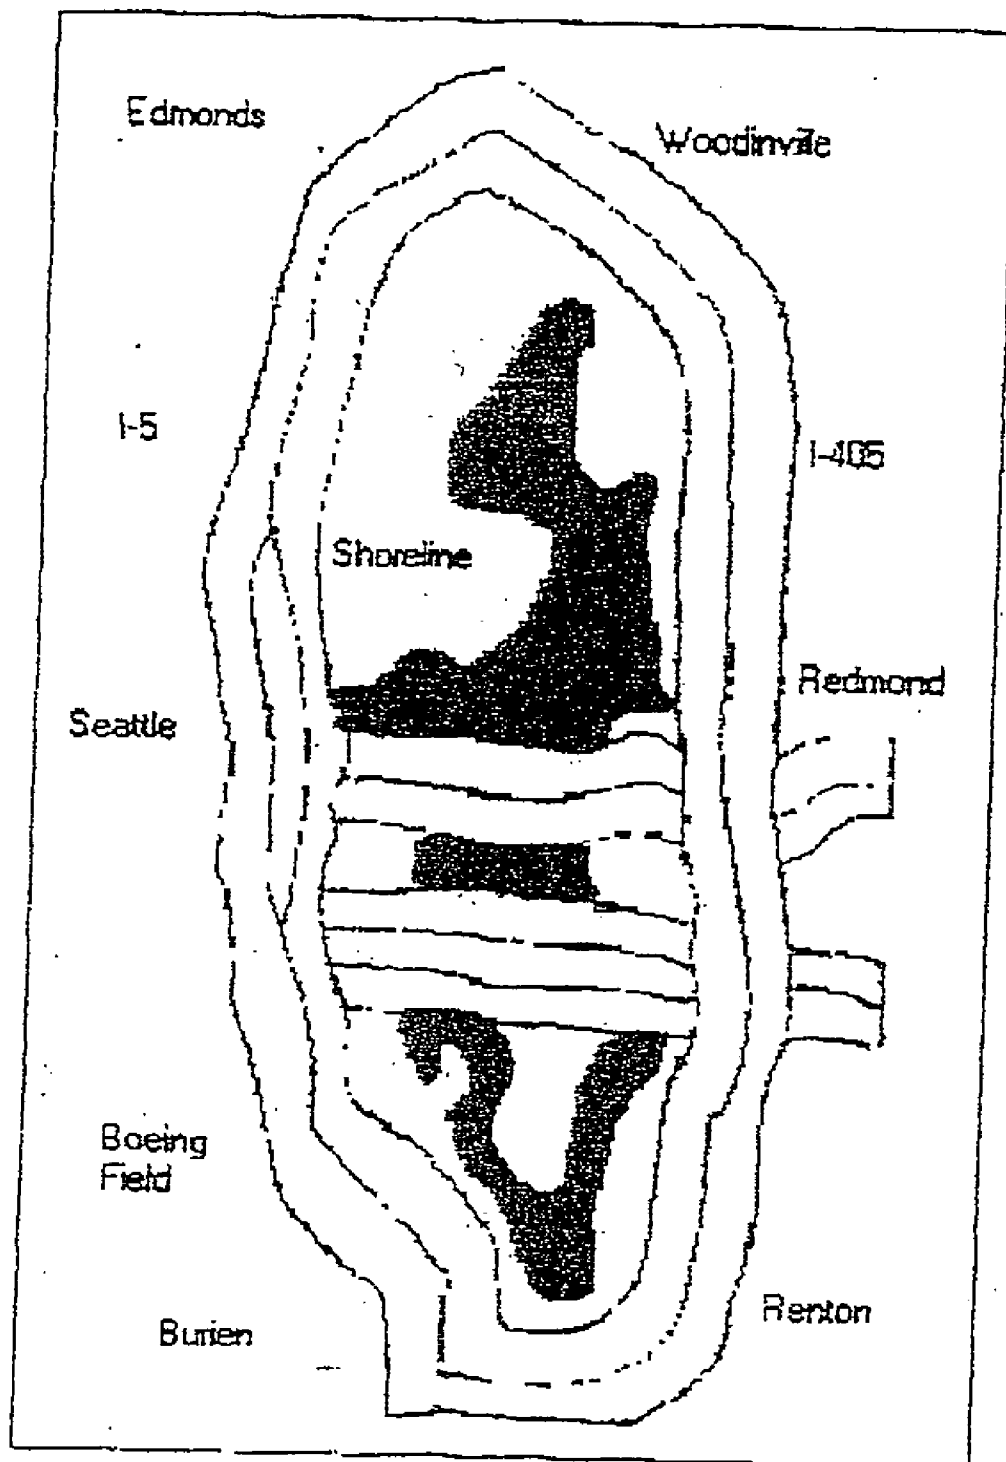 Edmonds
Woodinville
I-5
I-405
Shoreline
Redmond
Seattle
Boeing
Field
Burien
Renton